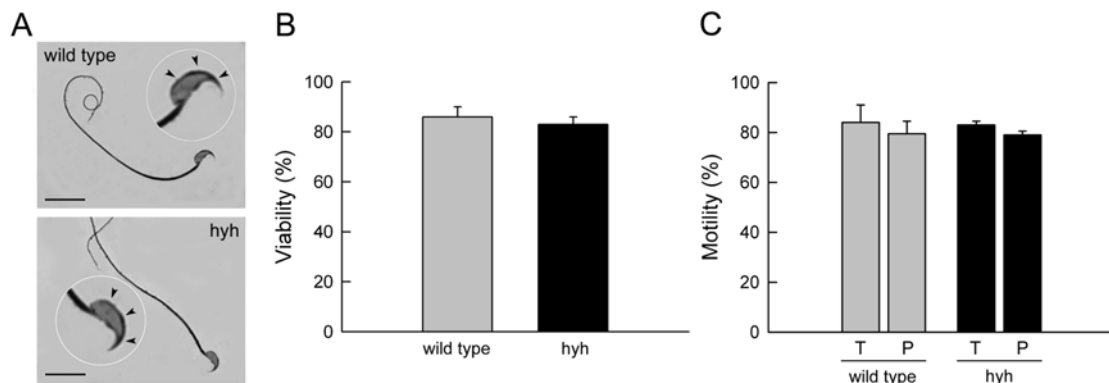 A
wild type
hyh
B
Viability (%)
100
80
60
40
20
0
wild type
hyh
C
Motility (%)
100
80
60
40
20
0
T P T P
wild type hyh